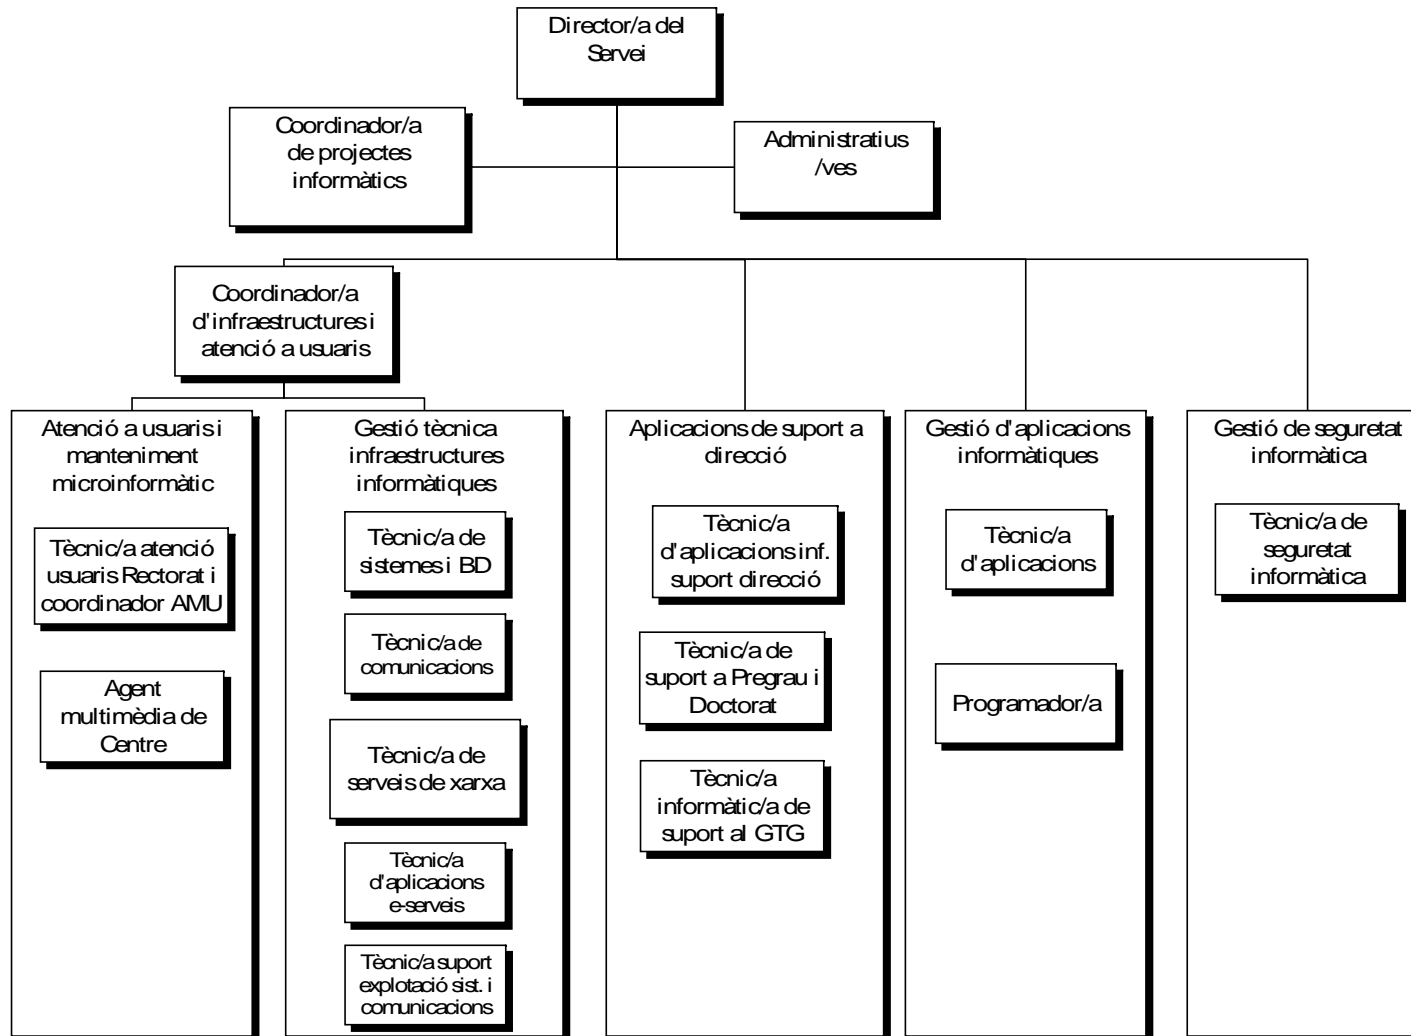 Director/a del
Servei
Coordinador/a
de projectes
informàtics
Administratius
/ves
Coordinador/a
d'infraestructures i
atenció a usuaris
Atenció a usuaris i
manteniment
microinformàtic
Tècnic/a atenció
usuaris Rectorat i
coordinador AMU
Agent
multimèdia de
Centre
Gestió tècnica
infraestructures
informàtiques
Tècnic/a de
sistemes i BD
Tècnic/a de
comunicacions
Tècnic/a de
serveis de xarxa
Tècnic/a
d'aplicacions
e-serveis
Tècnic/a suport
explotació sist. i
comunicacions
Aplicacions de suport a
direcció
Tècnic/a
d'aplicacions inf.
suport direcció
Tècnic/a de
suport a Pregrau i
Doctorat
Tècnic/a
informàtic/a de
suport al GTG
Gestió d'aplicacions
informàtiques
Tècnic/a
d'aplicacions
Programador/a
Gestió de seguretat
informàtica
Tècnic/a de
seguretat
informàtica